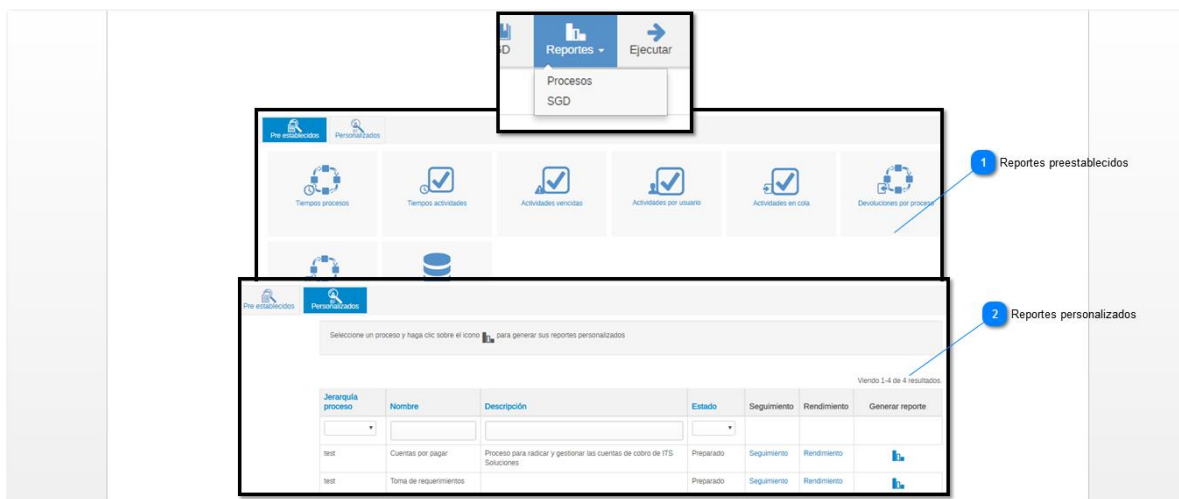 Reportes
Ejecutar
Procesos
SGD
Pre establecidos
Personalizados
1 Reportes preestablecidos
Tiempos procesos
Tiempos actividades
Actividades vencidas
Actividades por usuario
Actividades en cola
Devoluciones por proceso
Pre establecidos
Personalizados
2 Reportes personalizados
Seleccione un proceso y haga clic sobre el icono para generar sus reportes personalizados
Viendo 1-4 de 4 resultados.
Jerarquía proceso Nombre Descripción Estado Seguimiento Rendimiento Generar reporte
test Cuentas por pagar Proceso para radicar y gestionar las cuentas de cobro de ITS Soluciones Preparado Seguimiento Rendimiento
test Toma de requerimientos Preparado Seguimiento Rendimiento